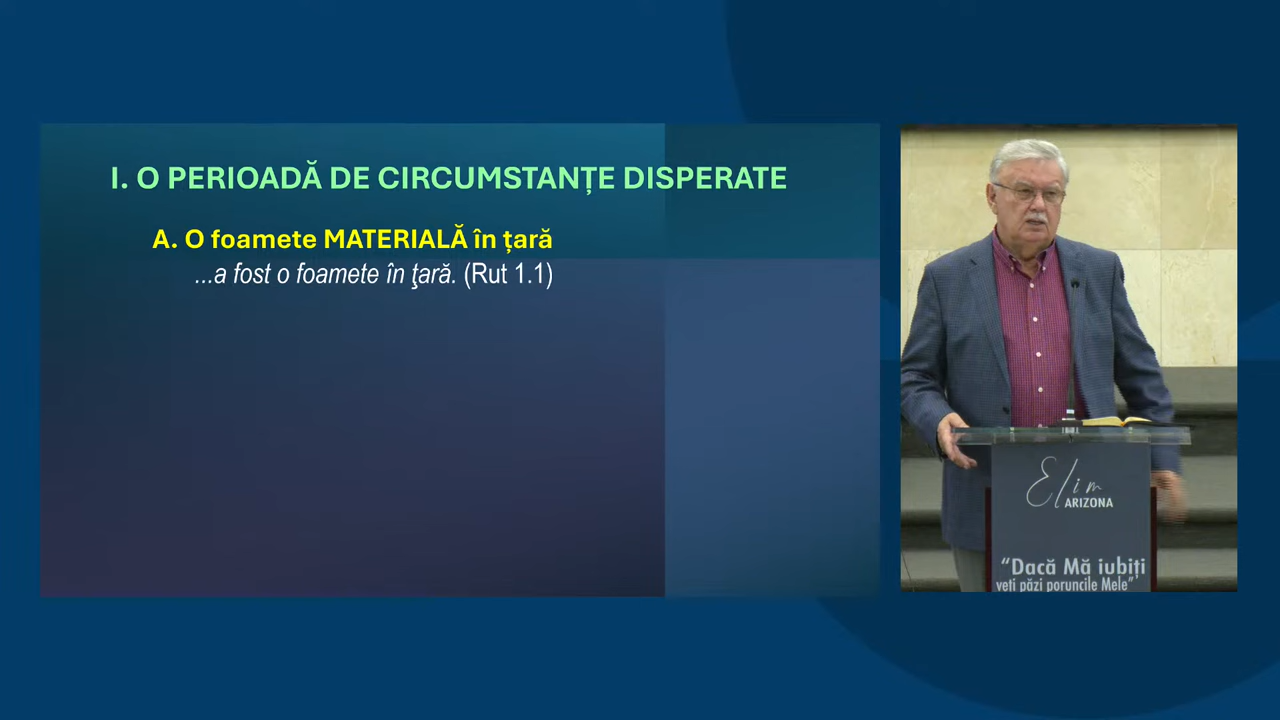 I. O PERIOADĂ DE CIRCUMSTANȚE DISPERATE
A. O foamete MATERIALĂ în țară
...a fost o foamete în ţară. (Rut 1.1)
Elim
ARIZONA
“Dacă Mă iubiți
veți păzi poruncile Mele”